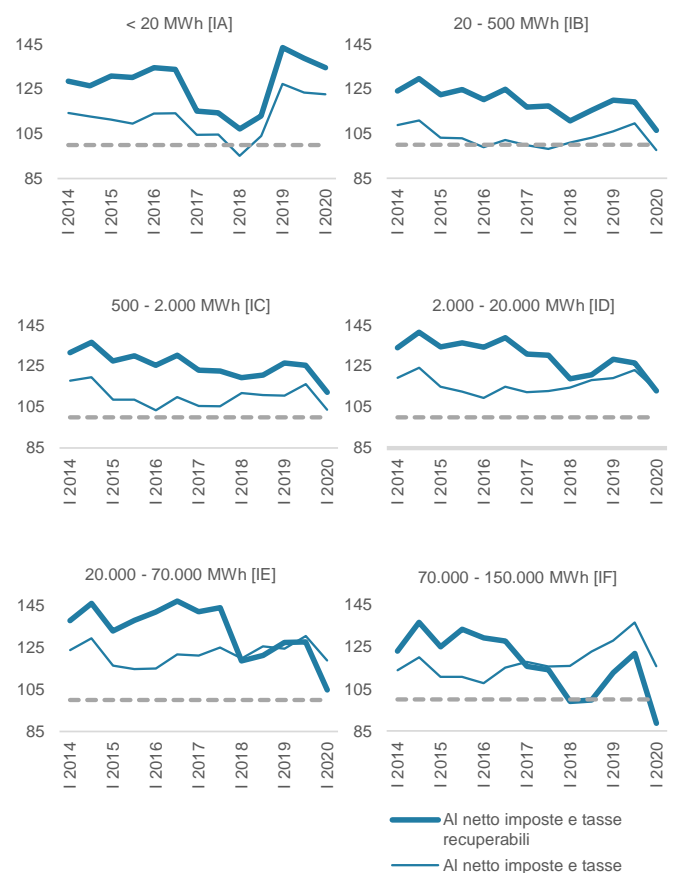 < 20 MWh [IA]
145
125
105
85
I 2014
I 2015
I 2016
I 2017
I 2018
I 2019
I 2020
20 - 500 MWh [IB]
145
125
105
85
I 2014
I 2015
I 2016
I 2017
I 2018
I 2019
I 2020
500 - 2.000 MWh [IC]
145
125
105
85
I 2014
I 2015
I 2016
I 2017
I 2018
I 2019
I 2020
2.000 - 20.000 MWh [ID]
145
125
105
85
I 2014
I 2015
I 2016
I 2017
I 2018
I 2019
I 2020
20.000 - 70.000 MWh [IE]
145
125
105
85
I 2014
I 2015
I 2016
I 2017
I 2018
I 2019
I 2020
70.000 - 150.000 MWh [IF]
145
125
105
85
I 2014
I 2015
I 2016
I 2017
I 2018
I 2019
I 2020
Al netto imposte e tasse
recuperabili
Al netto imposte e tasse